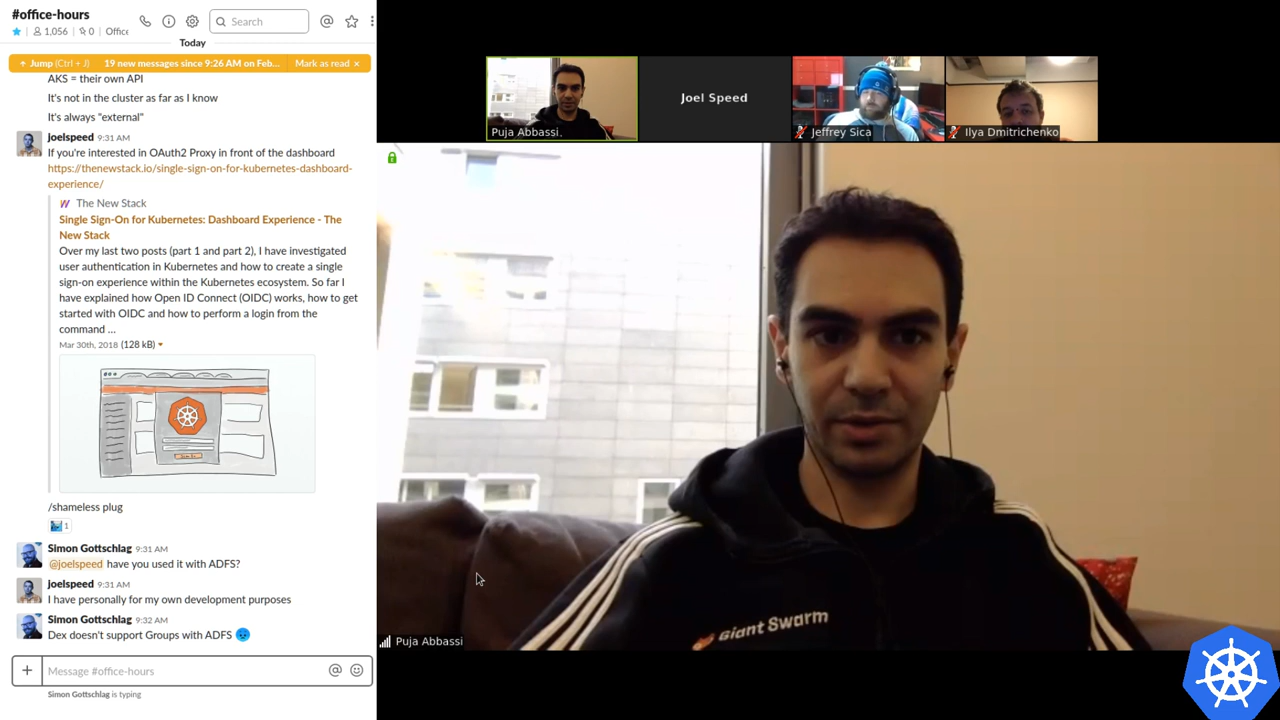 #office-hours
1,056
0
Office
Search
Today
Jump (Ctrl + J)
19 new messages since 9:26 AM on Feb...
Mark as read ×
AKS = their own API
It's not in the cluster as far as I know
It's always "external"
joelspeed 9:31 AM
If you're interested in OAuth2 Proxy in front of the dashboard
https://thenewstack.io/single-sign-on-for-kubernetes-dashboard-
experience/
The New Stack
Single Sign-On for Kubernetes: Dashboard Experience - The
New Stack
Over my last two posts (part 1 and part 2), I have investigated
user authentication in Kubernetes and how to create a single
sign-on experience within the Kubernetes ecosystem. So far I
have explained how Open ID Connect (OIDC) works, how to get
started with OIDC and how to perform a login from the
command ...
Mar 30th, 2018 (128 kB)
/shameless plug
1
Simon Gottschlag 9:31 AM
@joelspeed have you used it with ADFS?
joelspeed 9:31 AM
I have personally for my own development purposes
Simon Gottschlag 9:32 AM
Dex doesn't support Groups with ADFS
Message #office-hours
Simon Gottschlag is typing
Puja Abbassi
Joel Speed
Jeffrey Sica
Ilya Dmitrichenko
Giant Swarm
Puja Abbassi